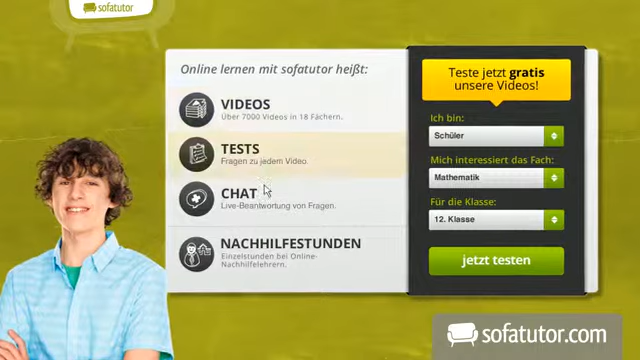 sofatutor
Online lernen mit sofatutor heißt:
VIDEOS
Über 7000 Videos in 18 Fächern.
TESTS
Fragen zu jedem Video.
CHAT
Live-Beantwortung von Fragen.
NACHHILFESTUNDEN
Einzelstunden bei Online-
Nachhilfelehrern.
Teste jetzt gratis
unsere Videos!
Ich bin:
Schüler
Mich interessiert das Fach:
Mathematik
Für die Klasse:
12. Klasse
jetzt testen
sofatutor.com